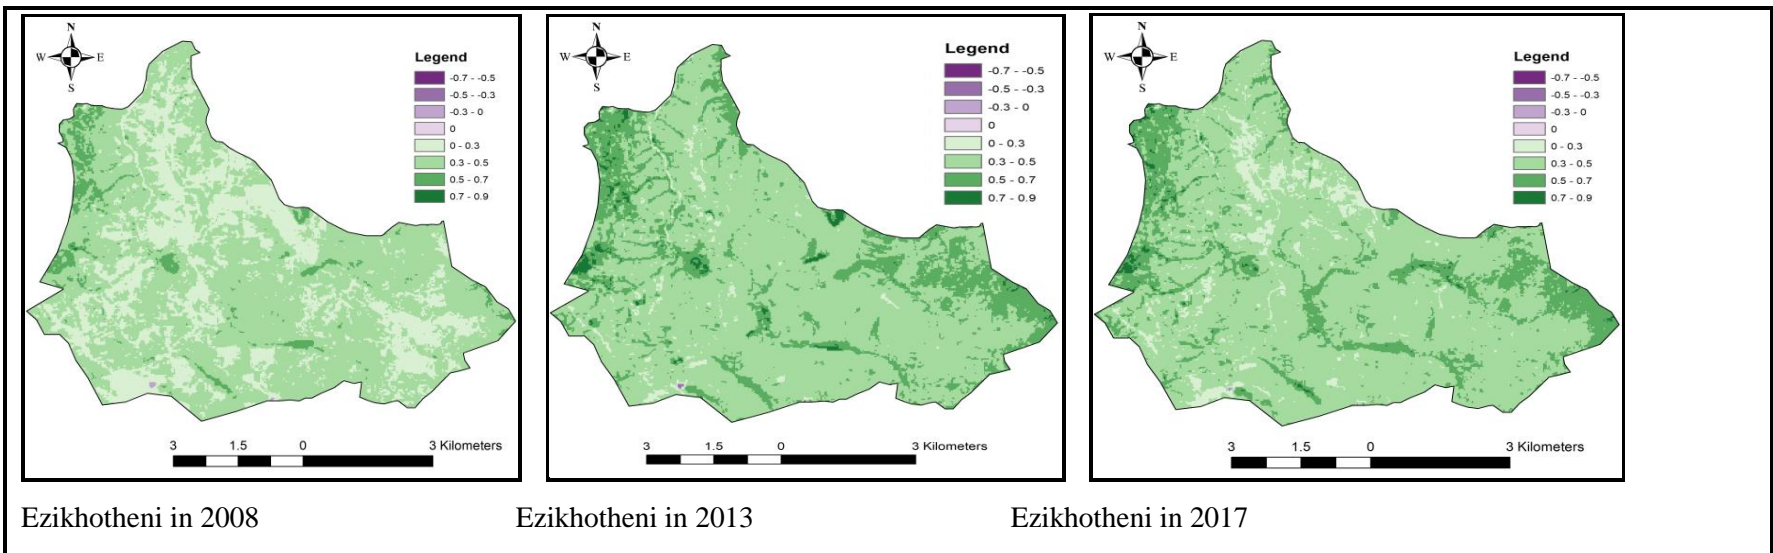 N
W E
S
Legend
-0.7 - -0.5
-0.5 - -0.3
-0.3 - 0
0
0 - 0.3
0.3 - 0.5
0.5 - 0.7
0.7 - 0.9
3 1.5 0 3 Kilometers
N
W E
S
Legend
-0.7 - -0.5
-0.5 - -0.3
-0.3 - 0
0
0 - 0.3
0.3 - 0.5
0.5 - 0.7
0.7 - 0.9
3 1.5 0 3 Kilometers
N
W E
S
Legend
-0.7 - -0.5
-0.5 - -0.3
-0.3 - 0
0
0 - 0.3
0.3 - 0.5
0.5 - 0.7
0.7 - 0.9
3 1.5 0 3 Kilometers
Ezikhotheni in 2008 Ezikhotheni in 2013 Ezikhotheni in 2017